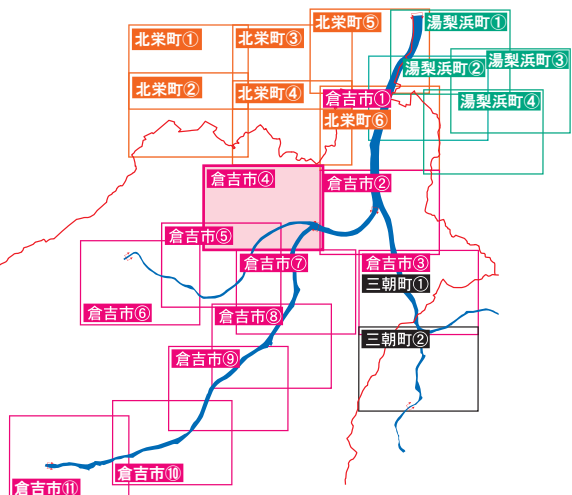 北栄町⑤
湯梨浜町①
北栄町①
北栄町③
湯梨浜町③
湯梨浜町②
北栄町②
北栄町④
倉吉市①
湯梨浜町④
北栄町⑥
倉吉市④
倉吉市②
倉吉市⑤
倉吉市⑦
倉吉市③
三朝町①
倉吉市⑥
倉吉市⑧
三朝町②
倉吉市⑨
倉吉市⑩
倉吉市⑪